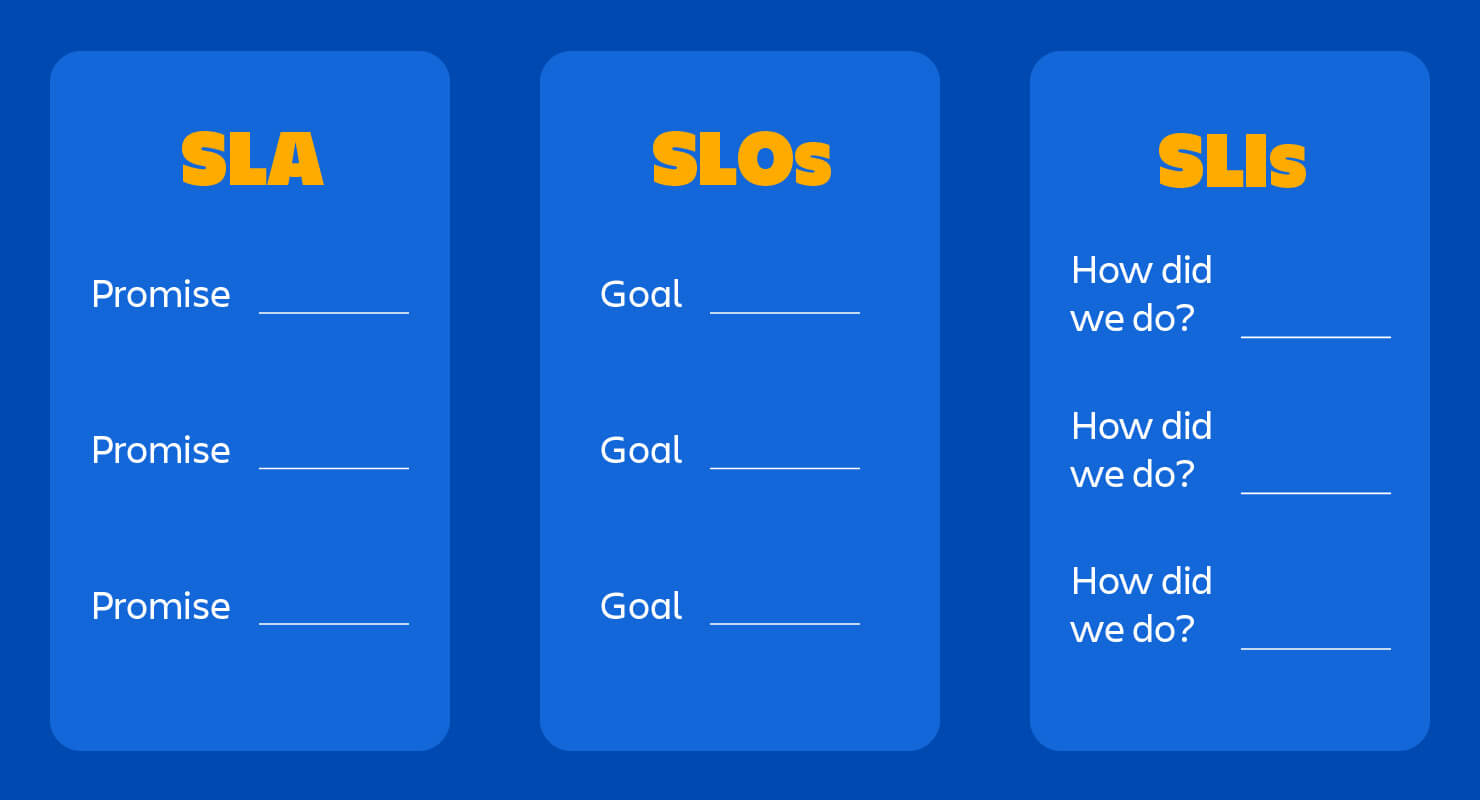 SLA
Promise
Promise
Promise
SLOs
Goal
Goal
Goal
SLIs
How did
we do?
How did
we do?
How did
we do?